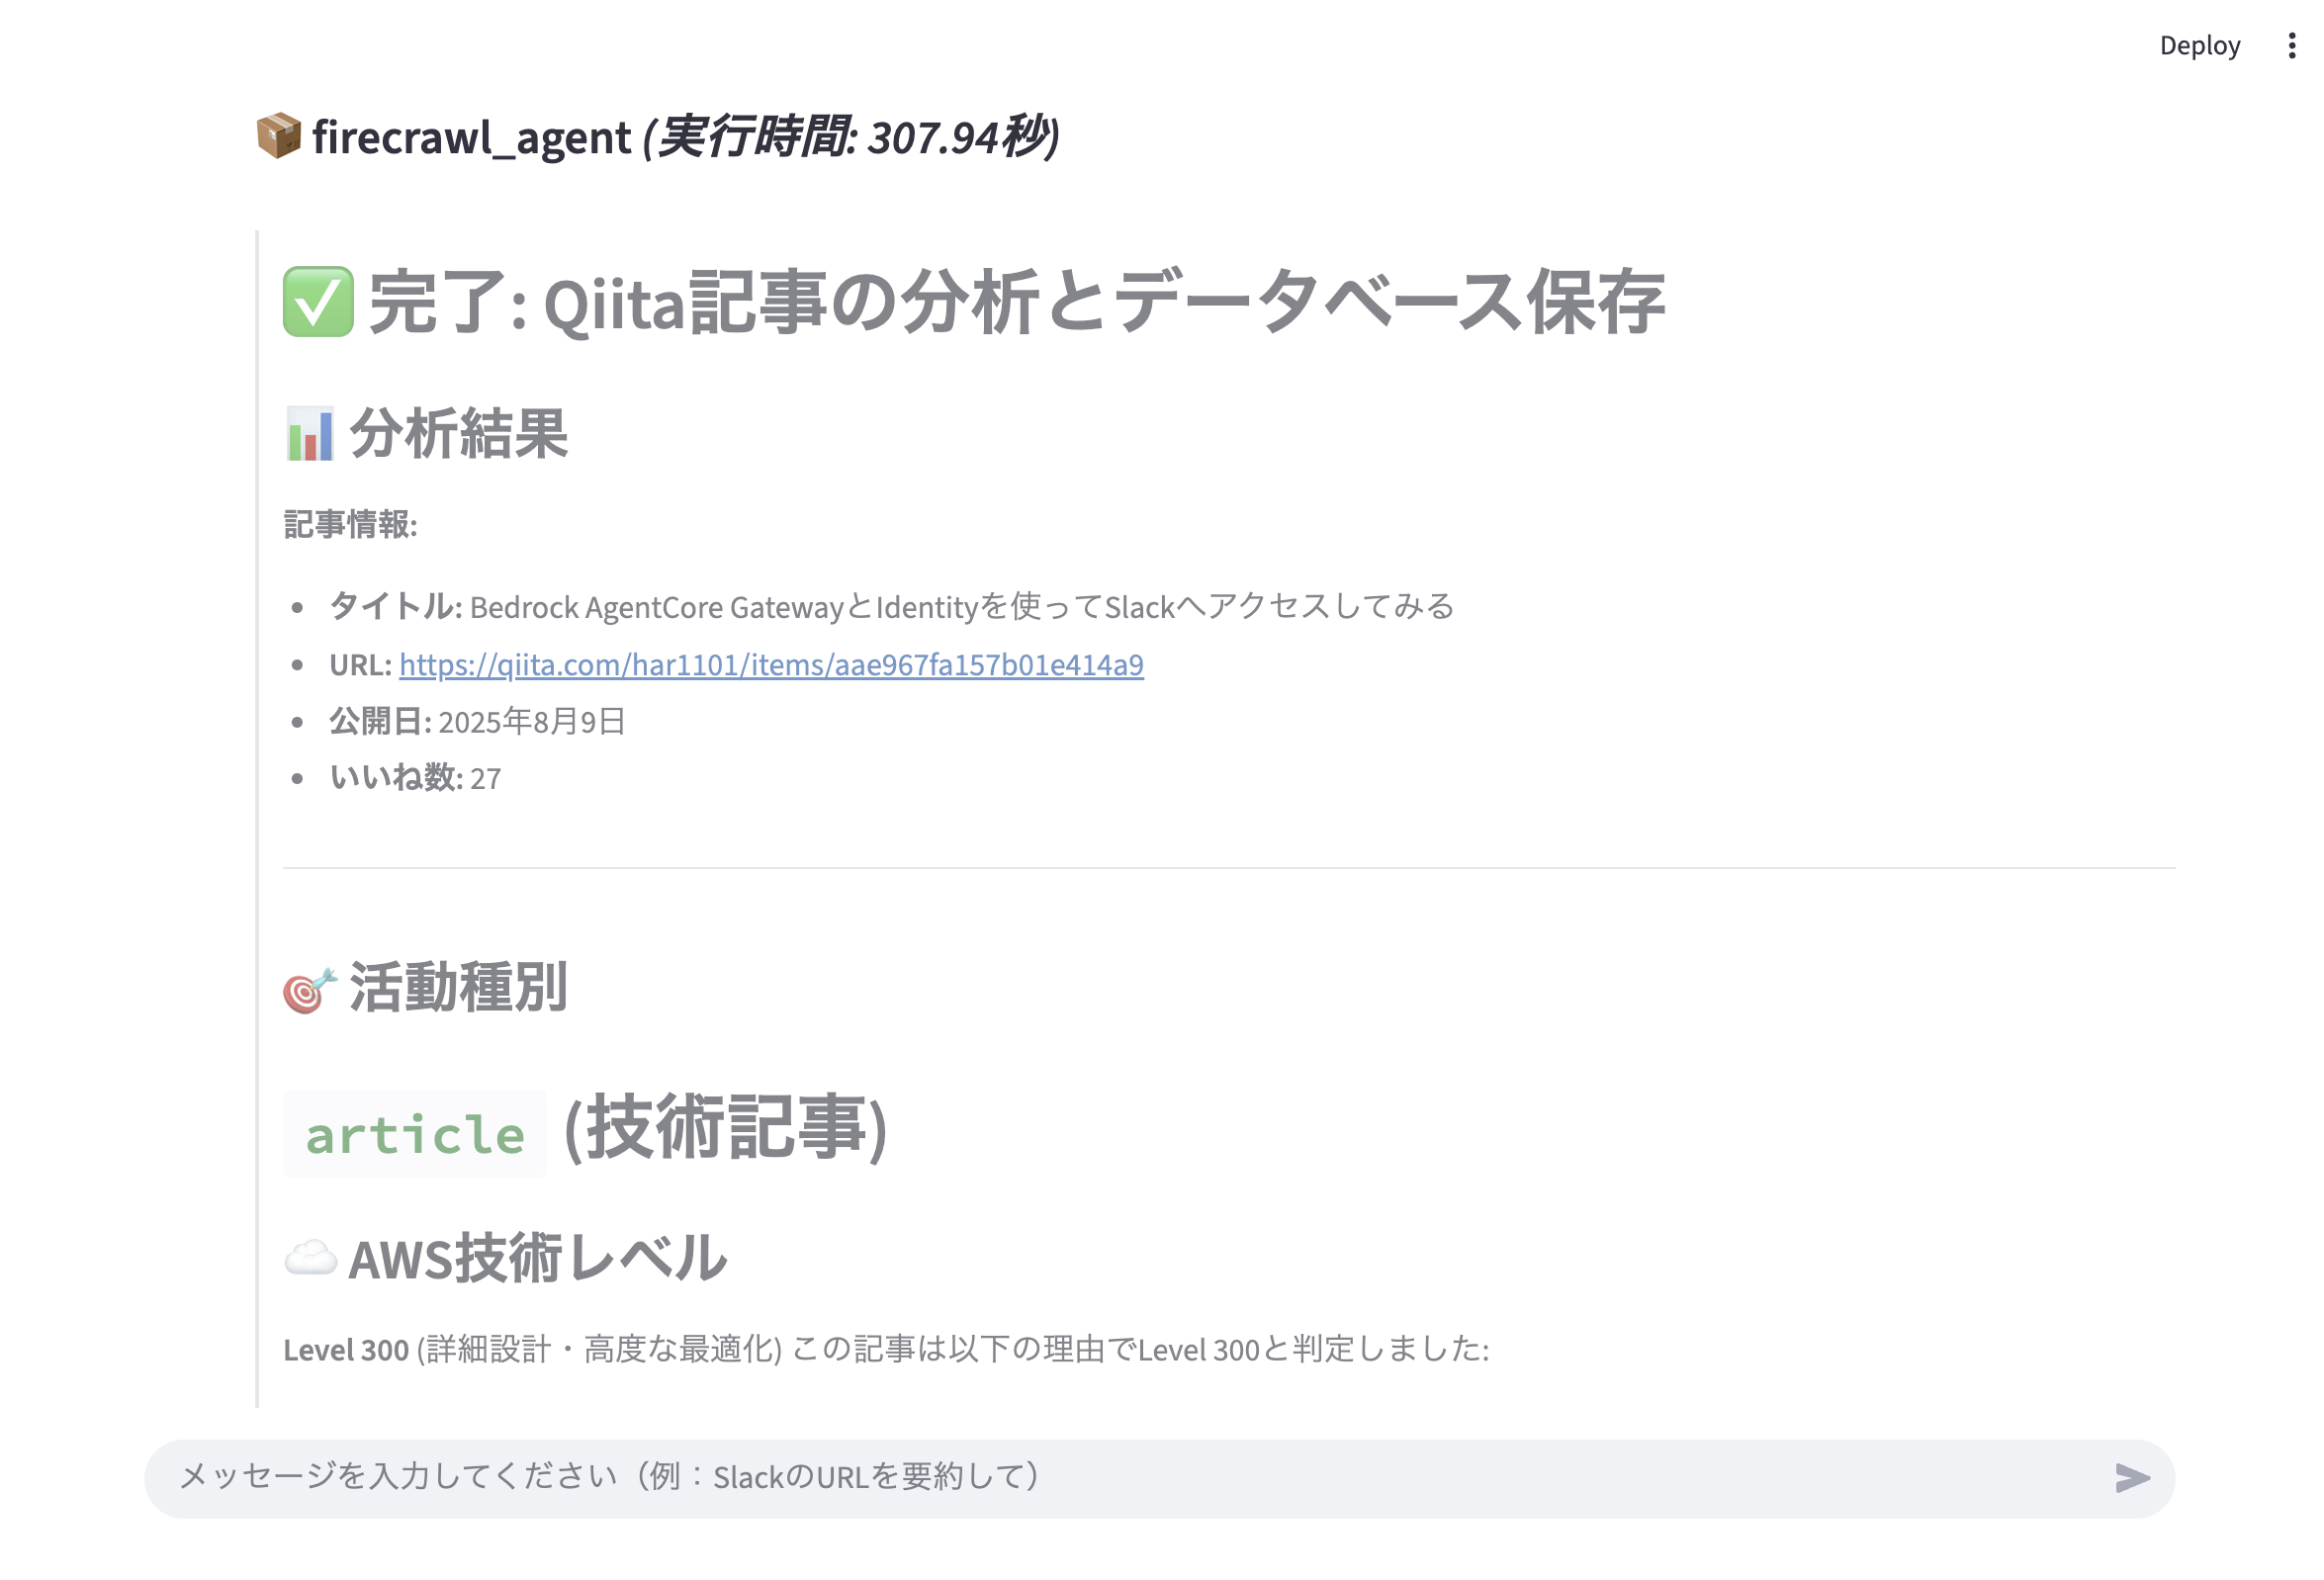 Deploy
firecrawl_agent (実行時間: 307.94秒)
完了: Qiita記事の分析とデータベース保存
分析結果
記事情報:
タイトル: Bedrock AgentCore GatewayとIdentityを使ってSlackへアクセスしてみる
URL: https://qiita.com/har1101/items/aae967fa157b01e414a9
公開日: 2025年8月9日
いいね数: 27
活動種別
article (技術記事)
AWS技術レベル
Level 300 (詳細設計・高度な最適化) この記事は以下の理由でLevel 300と判定しました:
メッセージを入力してください（例：SlackのURLを要約して）